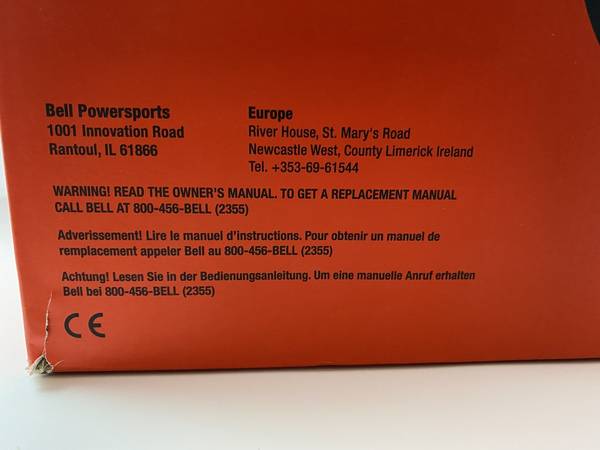 Bell Powersports
1001 Innovation Road
Rantoul, IL 61866
Europe
River House, St. Mary's Road
Newcastle West, County Limerick Ireland
Tel. +353-69-61544
WARNING! READ THE OWNER'S MANUAL. TO GET A REPLACEMENT MANUAL
CALL BELL AT 800-456-BELL (2355)
Adverissement! Lire le manuel d'instructions. Pour obtenir un manuel de
remplacement appeler Bell au 800-456-BELL (2355)
Achtung! Lesen Sie in der Bedienungsanleitung. Um eine manuelle Anruf erhalten
Bell bei 800-456-BELL (2355)
CE